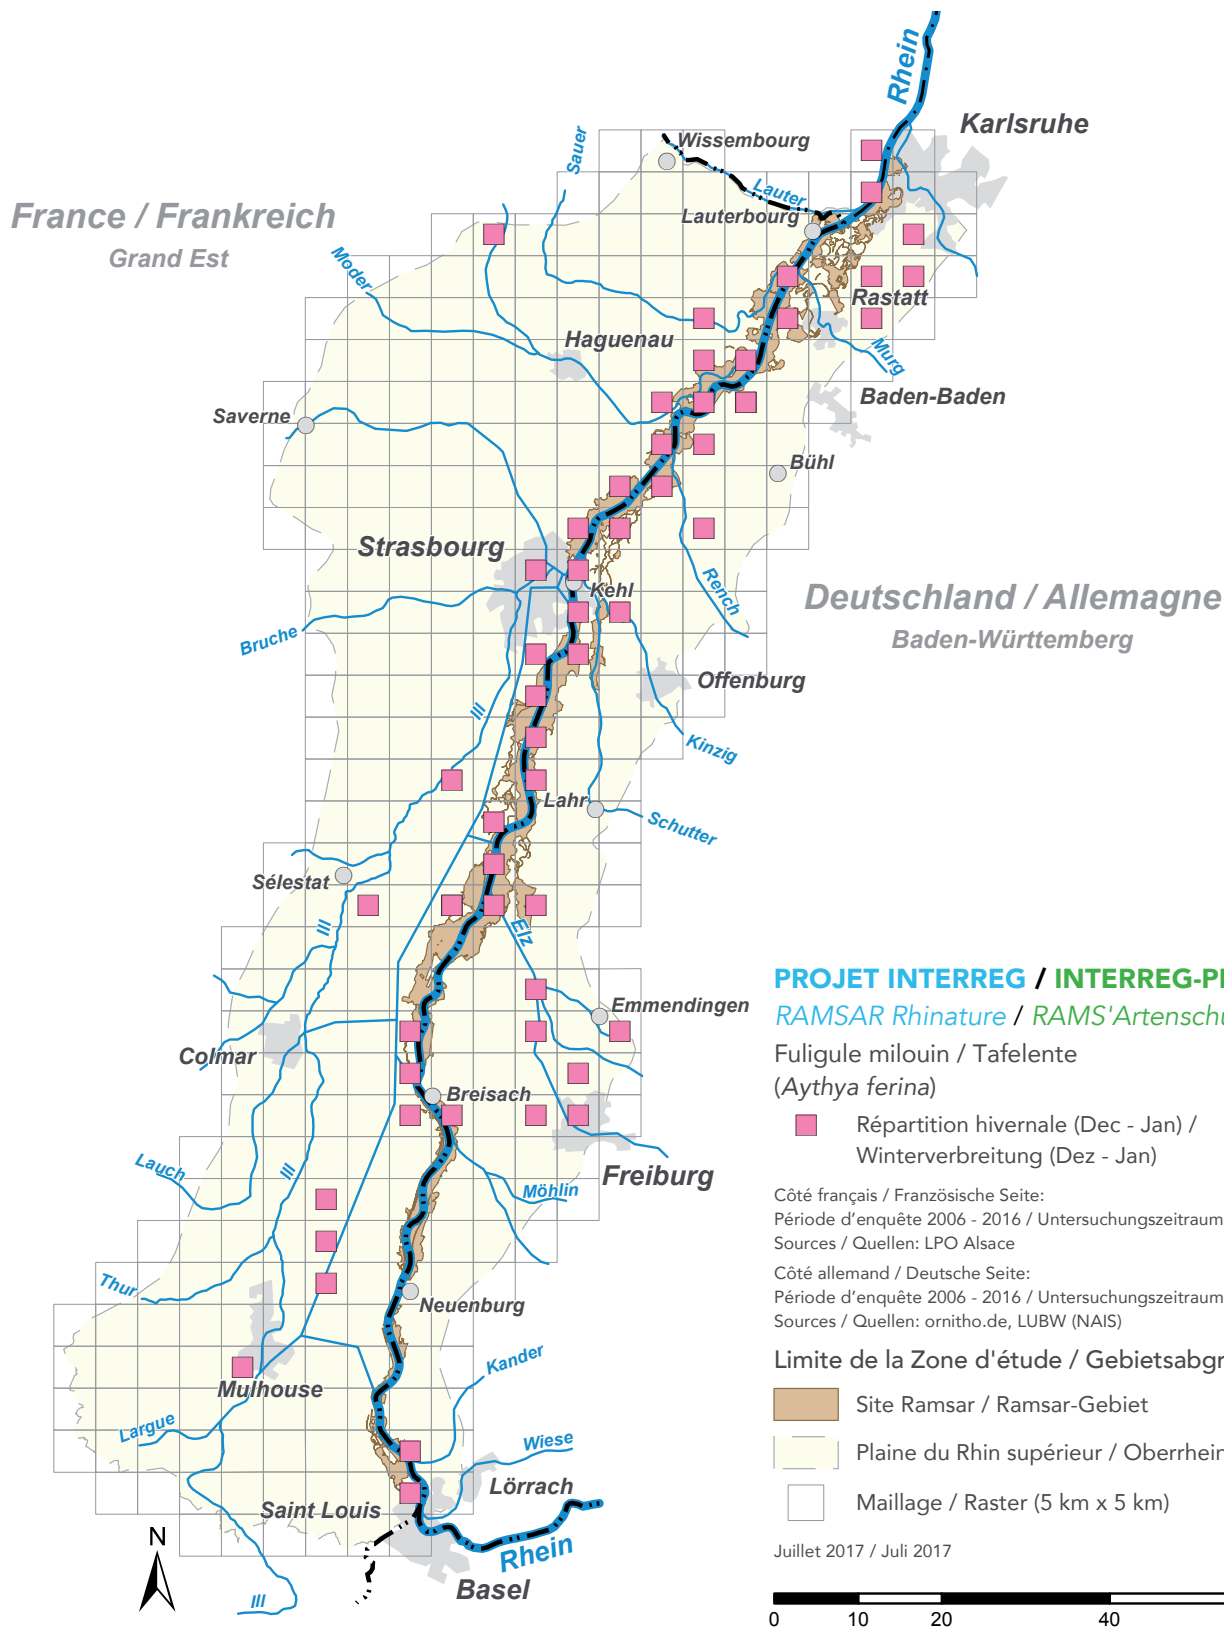 Rhein
Karlsruhe
Wissembourg
Sauer
Lauter
Lauterbourg
France / Frankreich
Grand Est
Moder
Rastatt
Haguenau
Murg
Baden-Baden
Saverne
Bühl
Strasbourg
Kehl
Rench
Deutschland / Allemagne
Baden-Württemberg
Bruche
Offenburg
Ill
Kinzig
Lahr
Schutter
Sélestat
Ill
Elz
Emmendingen
Colmar
Breisach
Lauch
Ill
Freiburg
Möhlin
Thur
Neuenburg
Kander
Mulhouse
Largue
Wiese
Lörrach
Saint Louis
N
Rhein
Basel
Ill
PROJET INTERREG / INTERREG-P
RAMSAR Rhinature / RAMS'Artenschu
Fuligule milouin / Tafelente
(Aythya ferina)
Répartition hivernale (Dec - Jan) /
Winterverbreitung (Dez - Jan)
Côté français / Französische Seite:
Période d'enquête 2006 - 2016 / Untersuchungszeitraum
Sources / Quellen: LPO Alsace
Côté allemand / Deutsche Seite:
Période d'enquête 2006 - 2016 / Untersuchungszeitraum
Sources / Quellen: ornitho.de, LUBW (NAIS)
Limite de la Zone d'étude / Gebietsabgr
Site Ramsar / Ramsar-Gebiet
Plaine du Rhin supérieur / Oberrhein
Maillage / Raster (5 km x 5 km)
Juillet 2017 / Juli 2017
0 10 20 40